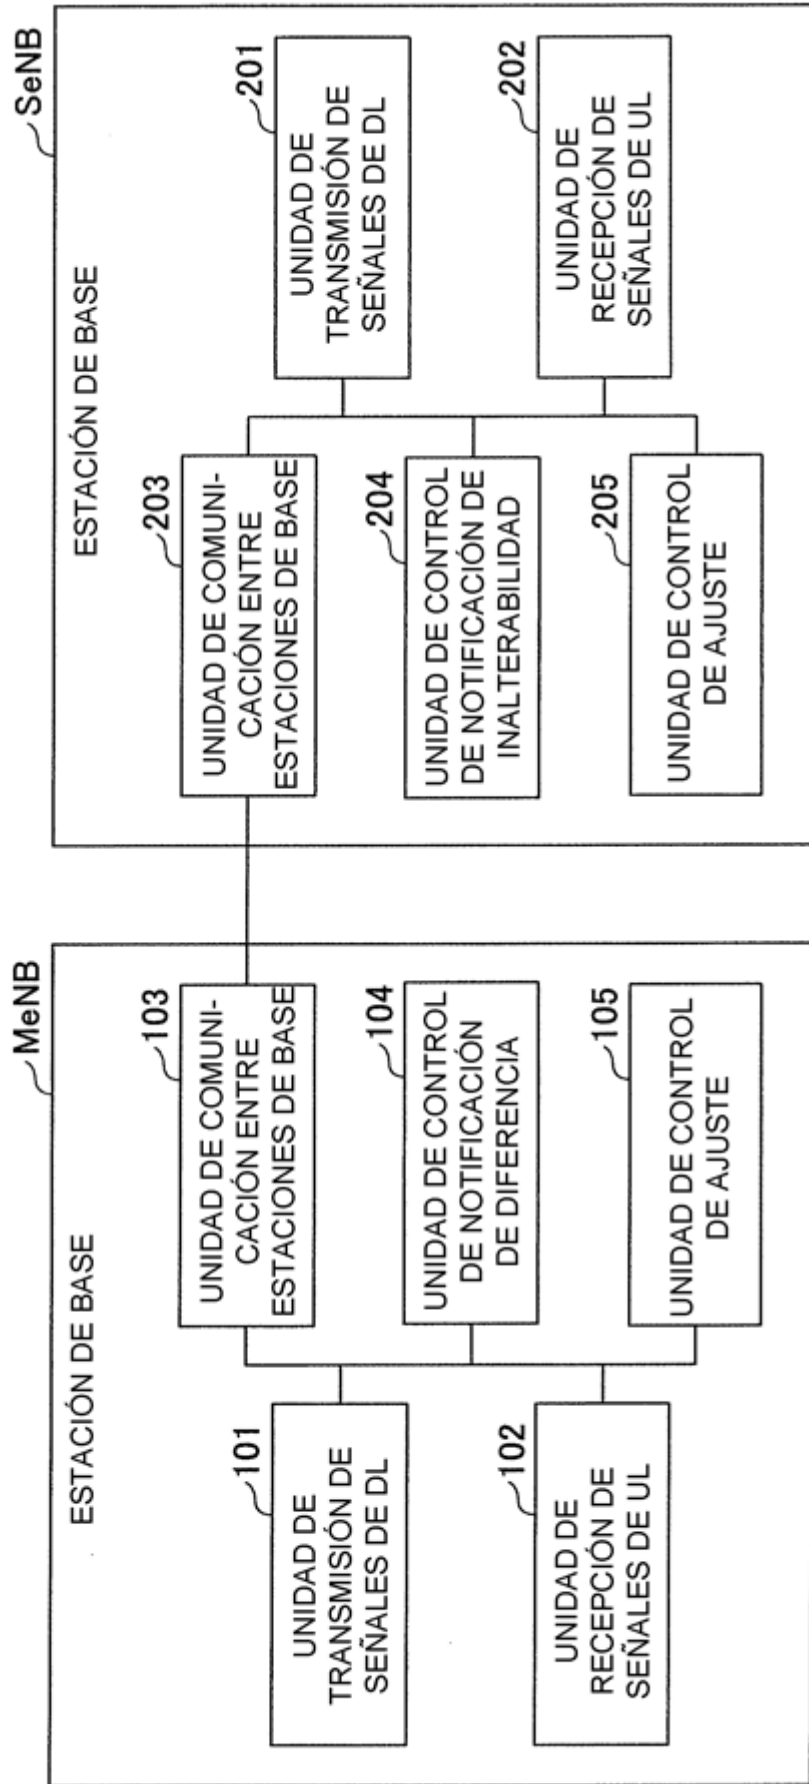 MeNB
ESTACIÓN DE BASE
101
UNIDAD DE
TRANSMISIÓN DE
SEÑALES DE DL
102
UNIDAD DE
RECEPCIÓN DE
SEÑALES DE UL
103
UNIDAD DE COMUNI-
CACIÓN ENTRE
ESTACIONES DE BASE
104
UNIDAD DE CONTROL
DE NOTIFICACIÓN
DE DIFERENCIA
105
UNIDAD DE CONTROL
DE AJUSTE
SeNB
ESTACIÓN DE BASE
203
UNIDAD DE COMUNI-
CACIÓN ENTRE
ESTACIONES DE BASE
204
UNIDAD DE CONTROL
DE NOTIFICACIÓN DE
INALTERABILIDAD
205
UNIDAD DE CONTROL
DE AJUSTE
201
UNIDAD DE
TRANSMISIÓN DE
SEÑALES DE DL
202
UNIDAD DE
RECEPCIÓN DE
SEÑALES DE UL